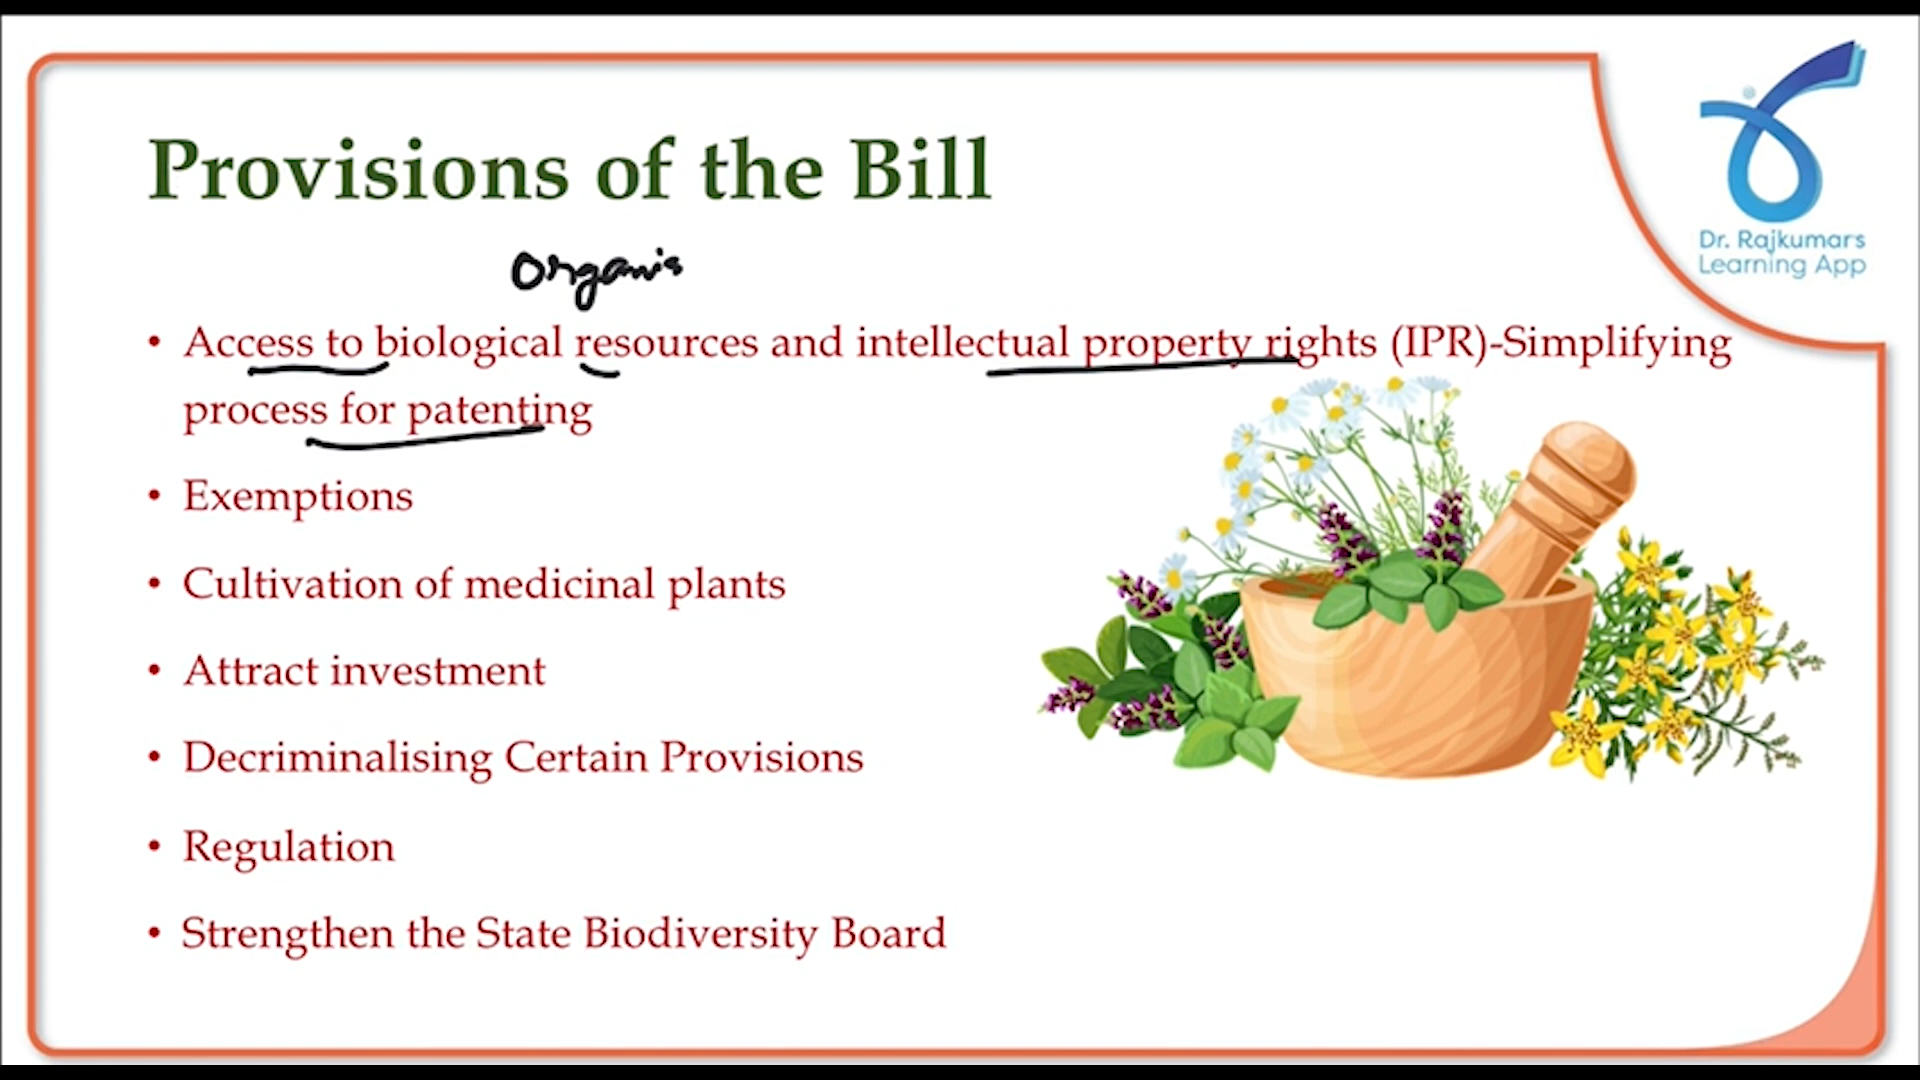 Provisions of the Bill
Dr. Rajkumar's
Learning App
Organis
• Access to biological resources and intellectual property rights (IPR)-Simplifying
process for patenting
• Exemptions
• Cultivation of medicinal plants
• Attract investment
• Decriminalising Certain Provisions
• Regulation
• Strengthen the State Biodiversity Board